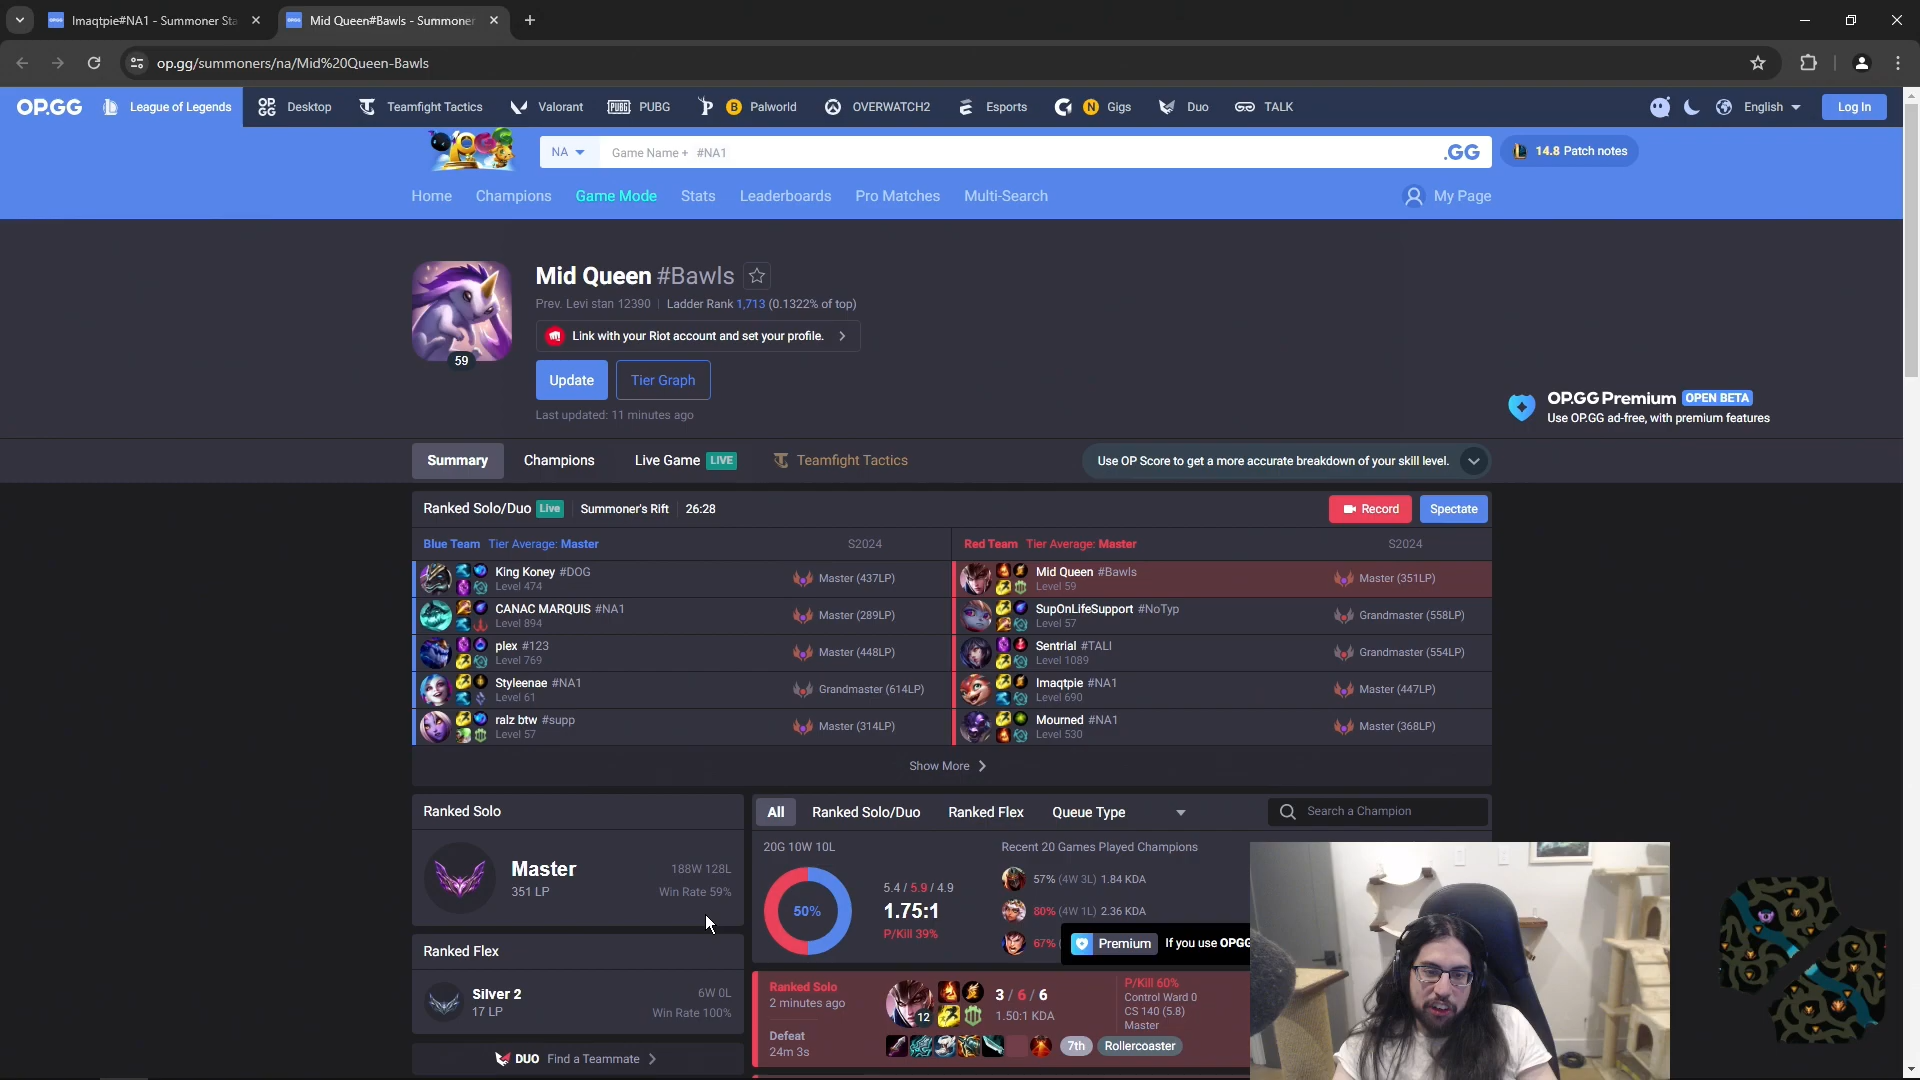 Imaqtpie#NA1 - Summoner Sta
Mid Queen#Bawls - Summoner
op.gg/summoners/na/Mid%20Queen-Bawls
OP.GG
League of Legends
OP GG Desktop
Teamfight Tactics
Valorant
PUBG PUBG
B Palworld
OVERWATCH2
Esports
N Gigs
Duo
TALK
English
Log In
NA
Game Name + #NA1
.GG
14.8 Patch notes
Home
Champions
Game Mode
Stats
Leaderboards
Pro Matches
Multi-Search
My Page
Mid Queen #Bawls
Prev. Levi stan 12390 | Ladder Rank 1,713 (0.1322% of top)
Link with your Riot account and set your profile.
59
Update
Tier Graph
Last updated: 11 minutes ago
OP.GG Premium OPEN BETA
Use OP.GG ad-free, with premium features
Summary
Champions
Live Game LIVE
Teamfight Tactics
Use OP Score to get a more accurate breakdown of your skill level.
Ranked Solo/Duo Live Summoner's Rift 26:28
Record
Spectate
Blue Team Tier Average: Master S2024
King Koney #DOG
Level 474
Master (437LP)
CANAC MARQUIS #NA1
Level 894
Master (289LP)
plex #123
Level 769
Master (448LP)
Styleenae #NA1
Level 61
Grandmaster (614LP)
ralz btw #supp
Level 57
Master (314LP)
Red Team Tier Average: Master S2024
Mid Queen #Bawls
Level 59
Master (351LP)
SupOnLifeSupport #NoTyp
Level 57
Grandmaster (558LP)
Sentrial #TALI
Level 1089
Grandmaster (554LP)
Imaqtpie #NA1
Level 690
Master (447LP)
Mourned #NA1
Level 530
Master (368LP)
Show More
Ranked Solo
Master
351 LP
188W 128L
Win Rate 59%
Ranked Flex
Silver 2
17 LP
6W 0L
Win Rate 100%
DUO Find a Teammate
All
Ranked Solo/Duo
Ranked Flex
Queue Type
Search a Champion
20G 10W 10L
50%
5.4 / 5.9 / 4.9
1.75:1
P/Kill 39%
Recent 20 Games Played Champions
57% (4W 3L) 1.84 KDA
80% (4W 1L) 2.36 KDA
67%
Premium If you use OPGG
Ranked Solo
2 minutes ago
Defeat
24m 3s
12
3 / 6 / 6
1.50:1 KDA
P/Kill 60%
Control Ward 0
CS 140 (5.8)
Master
7th
Rollercoaster